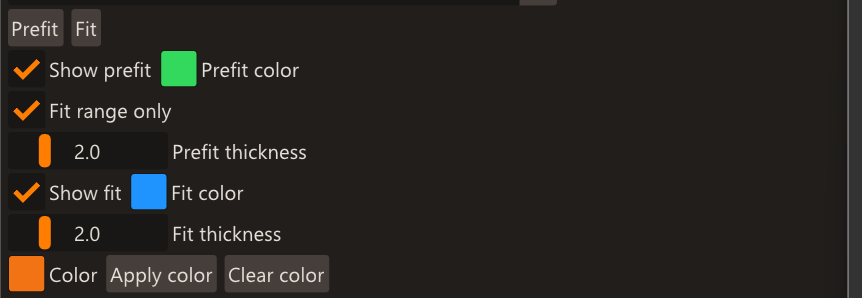 Prefit Fit
Show prefit Prefit color
Fit range only
2.0 Prefit thickness
Show fit Fit color
2.0 Fit thickness
Color Apply color Clear color